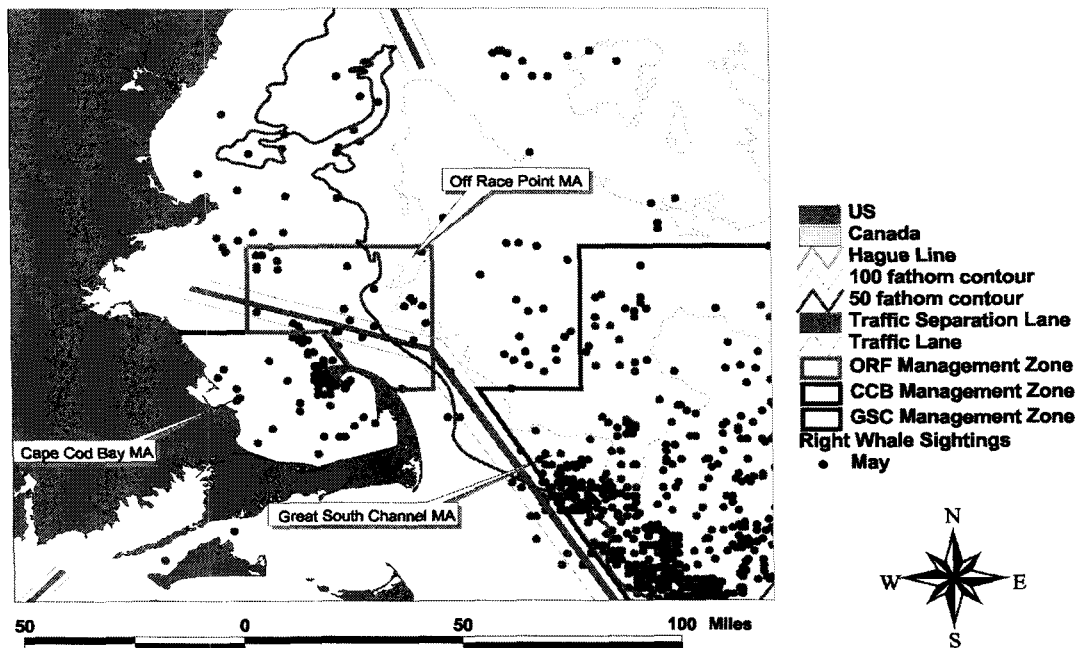 Off Race Point MA
Cape Cod Bay MA
Great South Channel MA
US
Canada
Hague Line
100 fathom contour
50 fathom contour
Traffic Separation Lane
Traffic Lane
ORF Management Zone
CCB Management Zone
GSC Management Zone
Right Whale Sightings
May
N
W
E
S
50 0 50 100 Miles